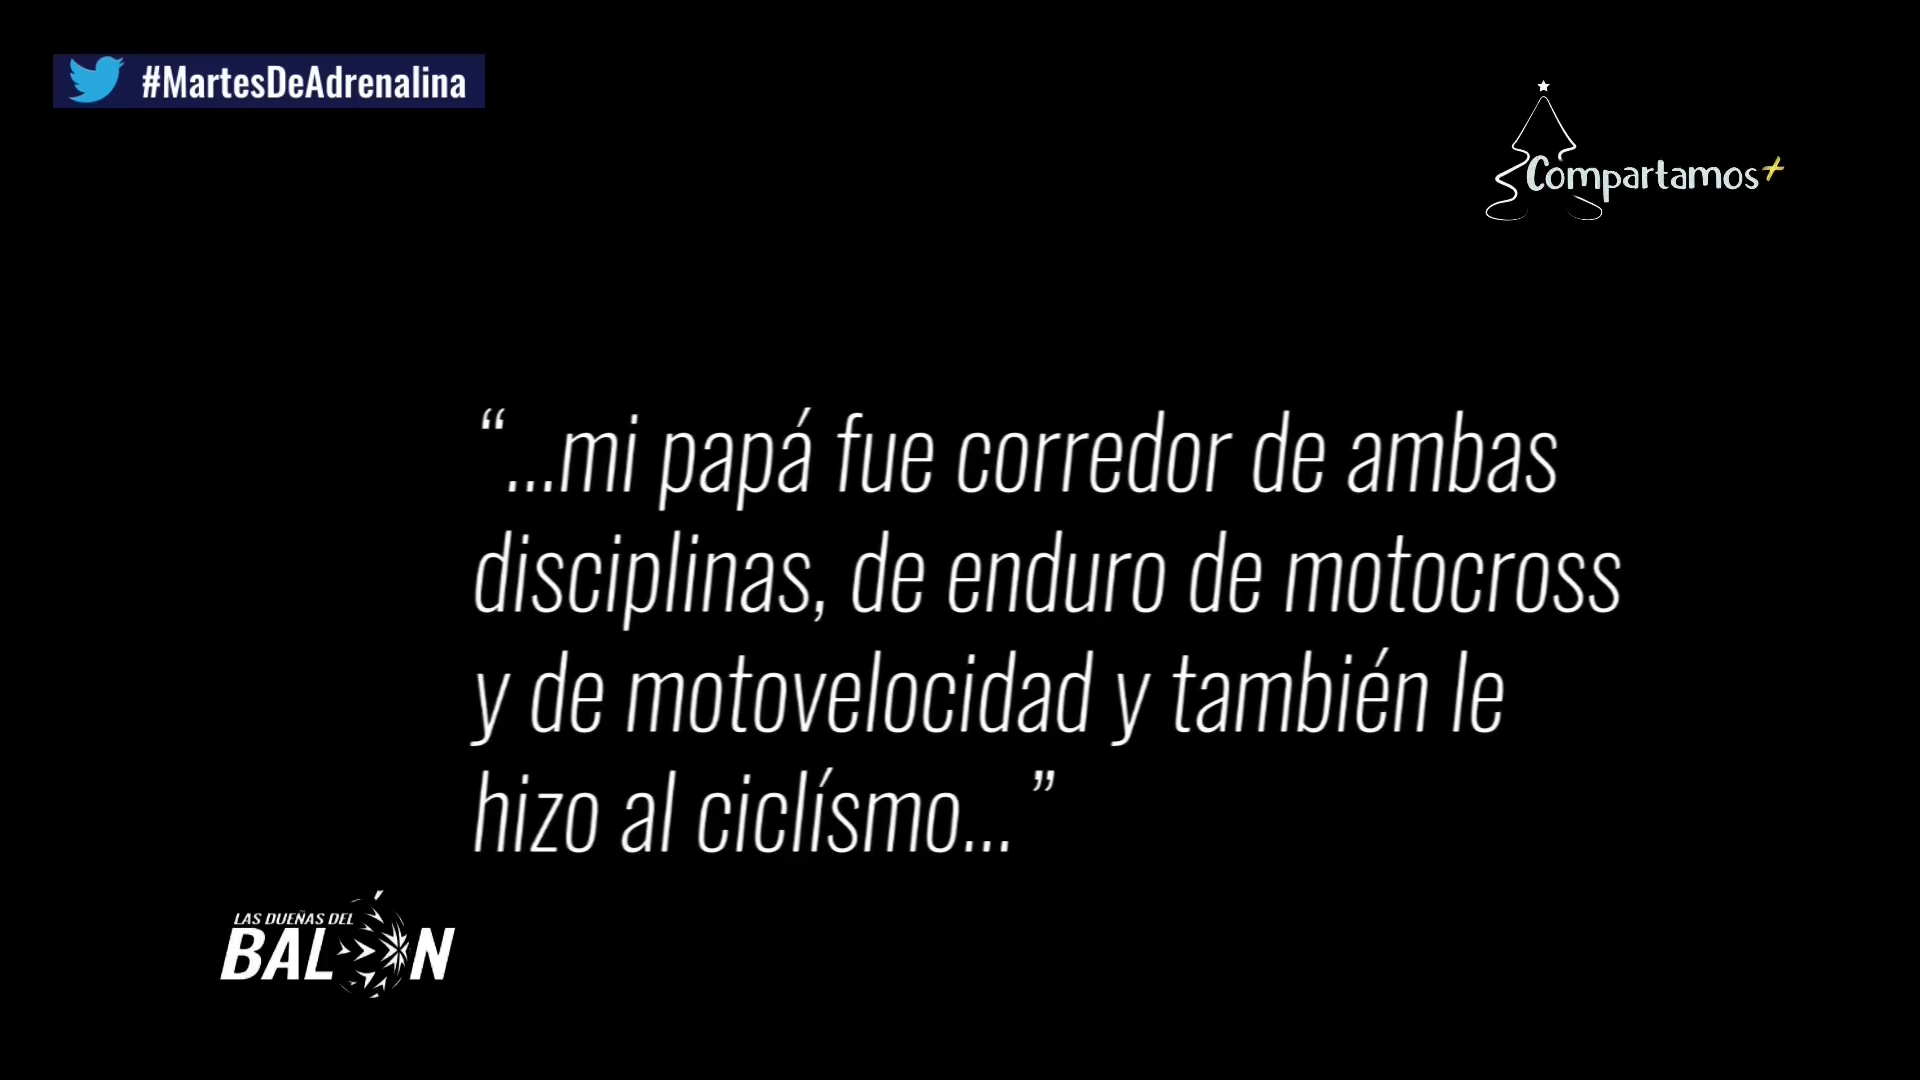 #MartesDeAdrenalina
Compartamos+
“...mi papá fue corredor de ambas
disciplinas, de enduro de motocross
y de motovelocidad y también le
hizo al ciclísmo...”
LAS DUEÑAS DEL
BALÓN